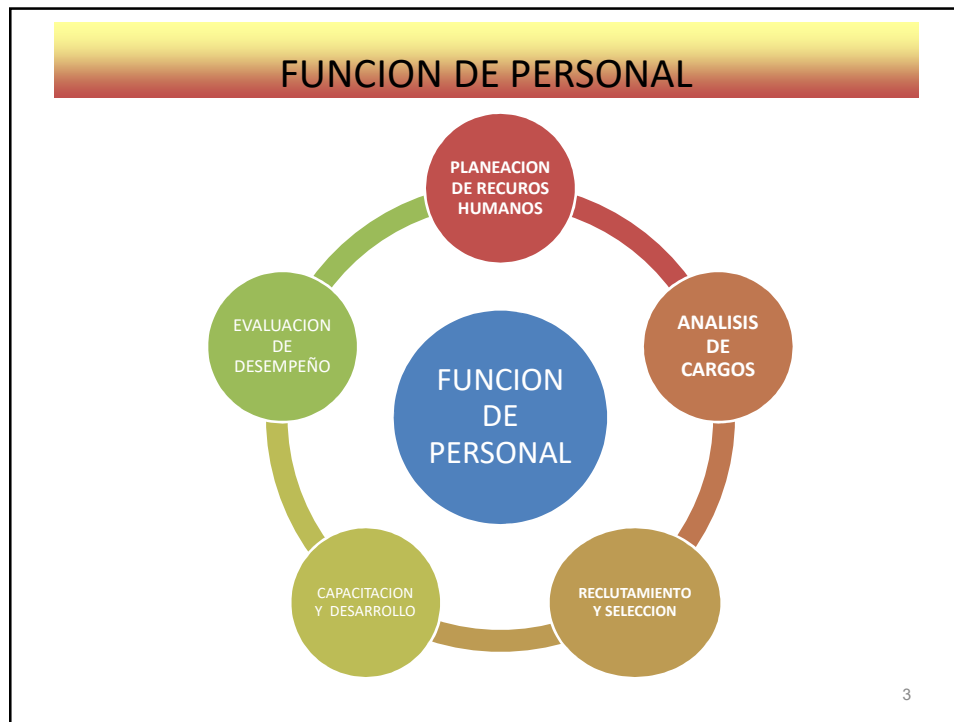 FUNCION DE PERSONAL
PLANEACION
DE RECUROS
HUMANOS
ANALISIS
DE
CARGOS
RECLUTAMIENTO
Y SELECCION
CAPACITACION
Y DESARROLLO
EVALUACION
DE
DESEMPEÑO
FUNCION
DE
PERSONAL
3